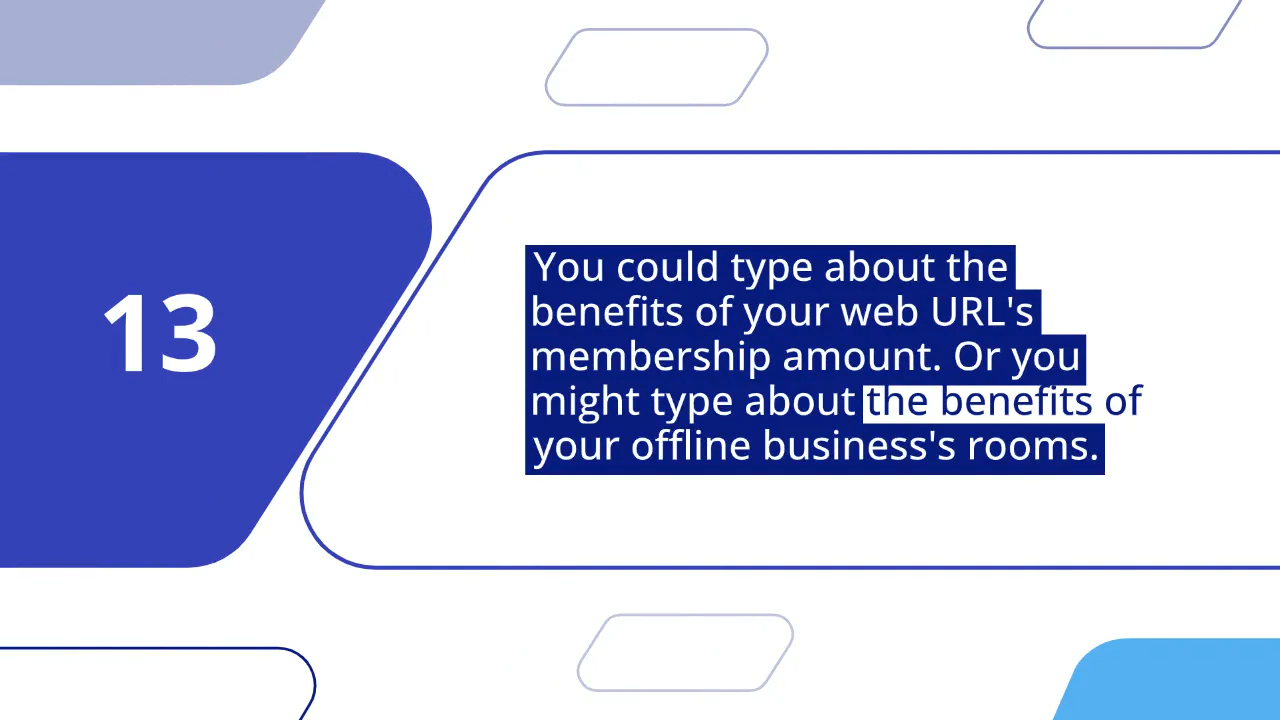 13
You could type about the
benefits of your web URL's
membership amount. Or you
might type about the benefits of
your offline business's rooms.